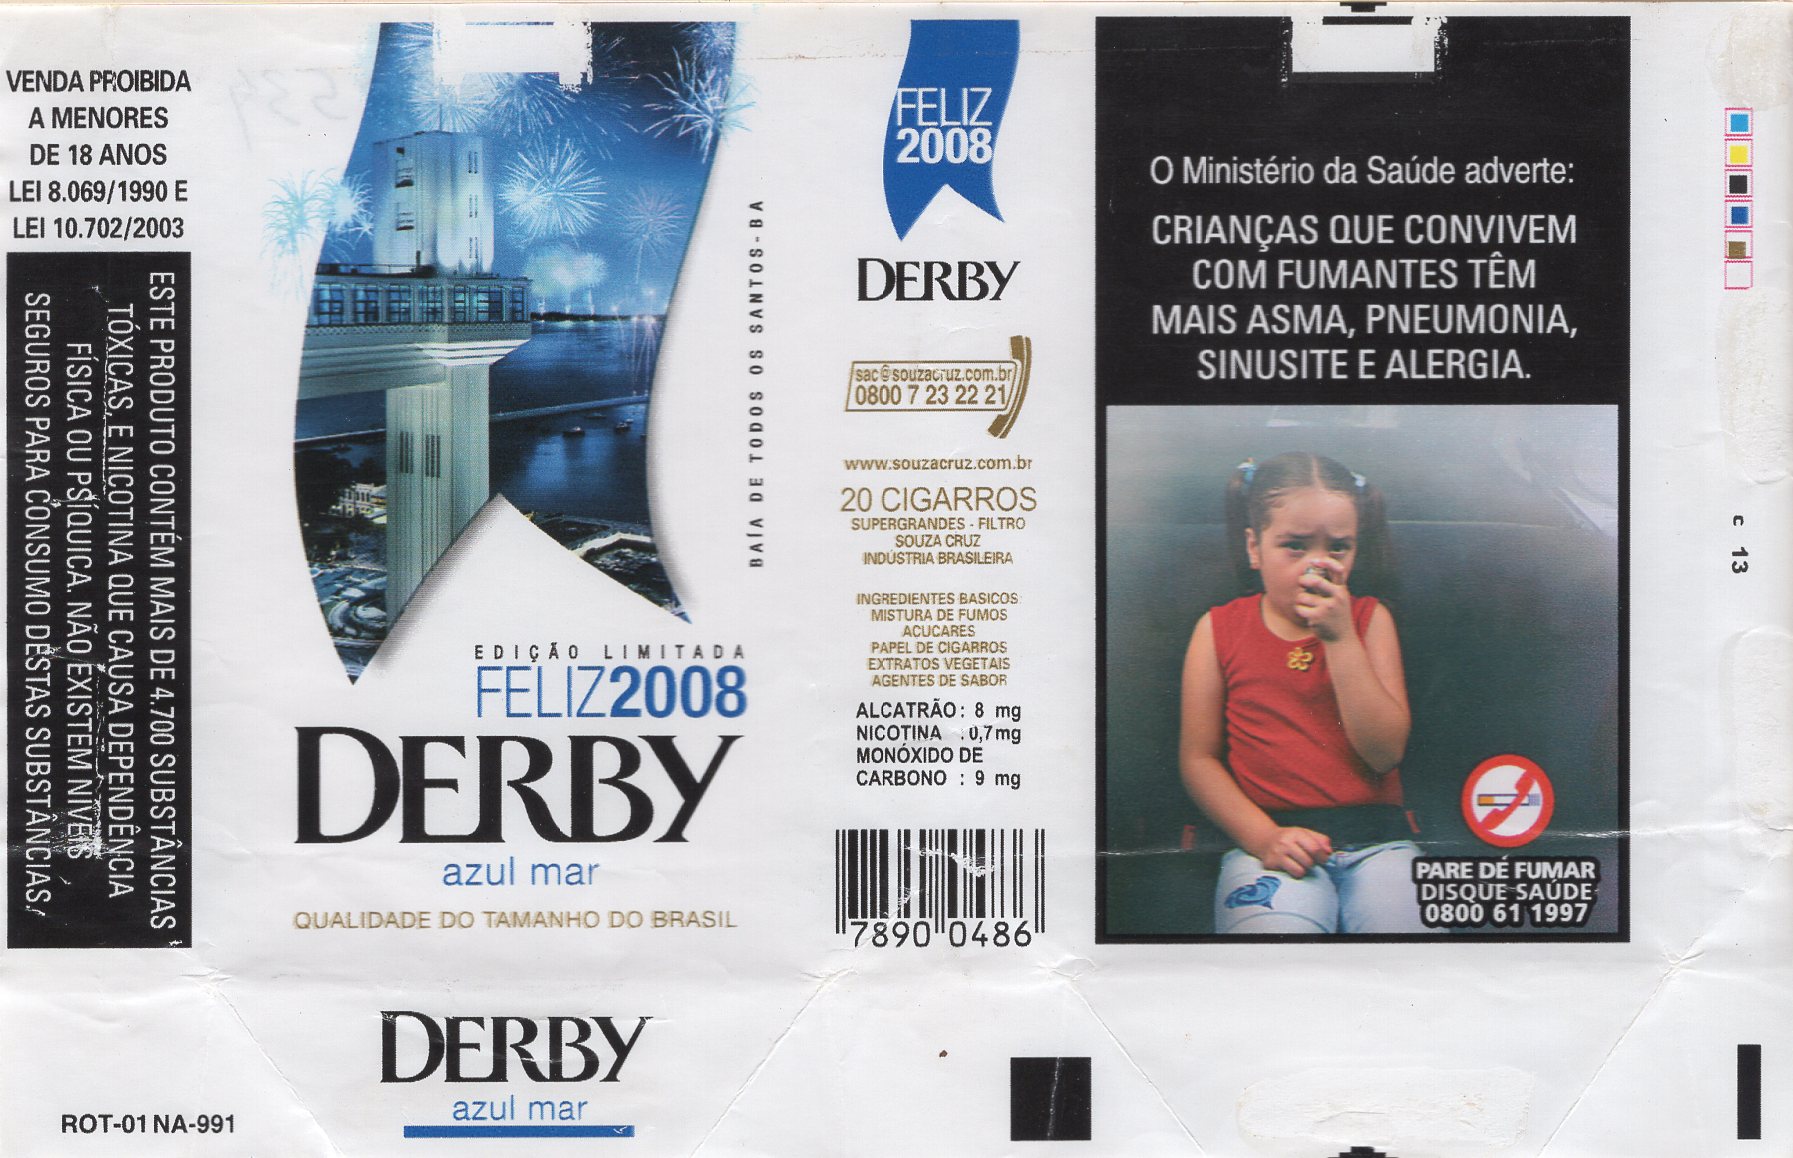 VENDA PROIBIDA
A MENORES
DE 18 ANOS
LEI 8.069/1990 E
LEI 10.702/2003
ESTE PRODUTO CONTÉM MAIS DE 4.700 SUBSTÂNCIAS
TÓXICAS, E NICOTINA QUE CAUSA DEPENDÊNCIA
FÍSICA OU PSÍQUICA. NÃO EXISTEM NÍVEIS
SEGUROS PARA CONSUMO DESTAS SUBSTÂNCIAS.
534
BAÍA DE TODOS OS SANTOS-BA
EDIÇÃO LIMITADA
FELIZ2008
DERBY
azul mar
QUALIDADE DO TAMANHO DO BRASIL
DERBY
azul mar
ROT-01 NA-991
FELIZ
2008
DERBY
sac@souzacruz.com.br
0800 7 23 22 21
www.souzacruz.com.br
20 CIGARROS
SUPERGRANDES - FILTRO
SOUZA CRUZ
INDÚSTRIA BRASILEIRA
INGREDIENTES BASICOS
MISTURA DE FUMOS
ACUCARES
PAPEL DE CIGARROS
EXTRATOS VEGETAIS
AGENTES DE SABOR
ALCATRÃO: 8 mg
NICOTINA : 0,7mg
MONÓXIDO DE
CARBONO : 9 mg
7890 0486
O Ministério da Saúde adverte:
CRIANÇAS QUE CONVIVEM
COM FUMANTES TÊM
MAIS ASMA, PNEUMONIA,
SINUSITE E ALERGIA.
PARE DE FUMAR
DISQUE SAÚDE
0800 61 1997
c 13